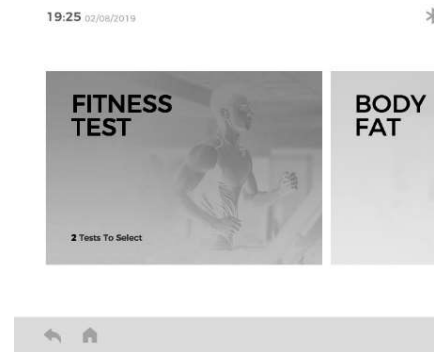 19:25 02/08/2019
FITNESS
TEST
2 Tests To Select
BODY
FAT